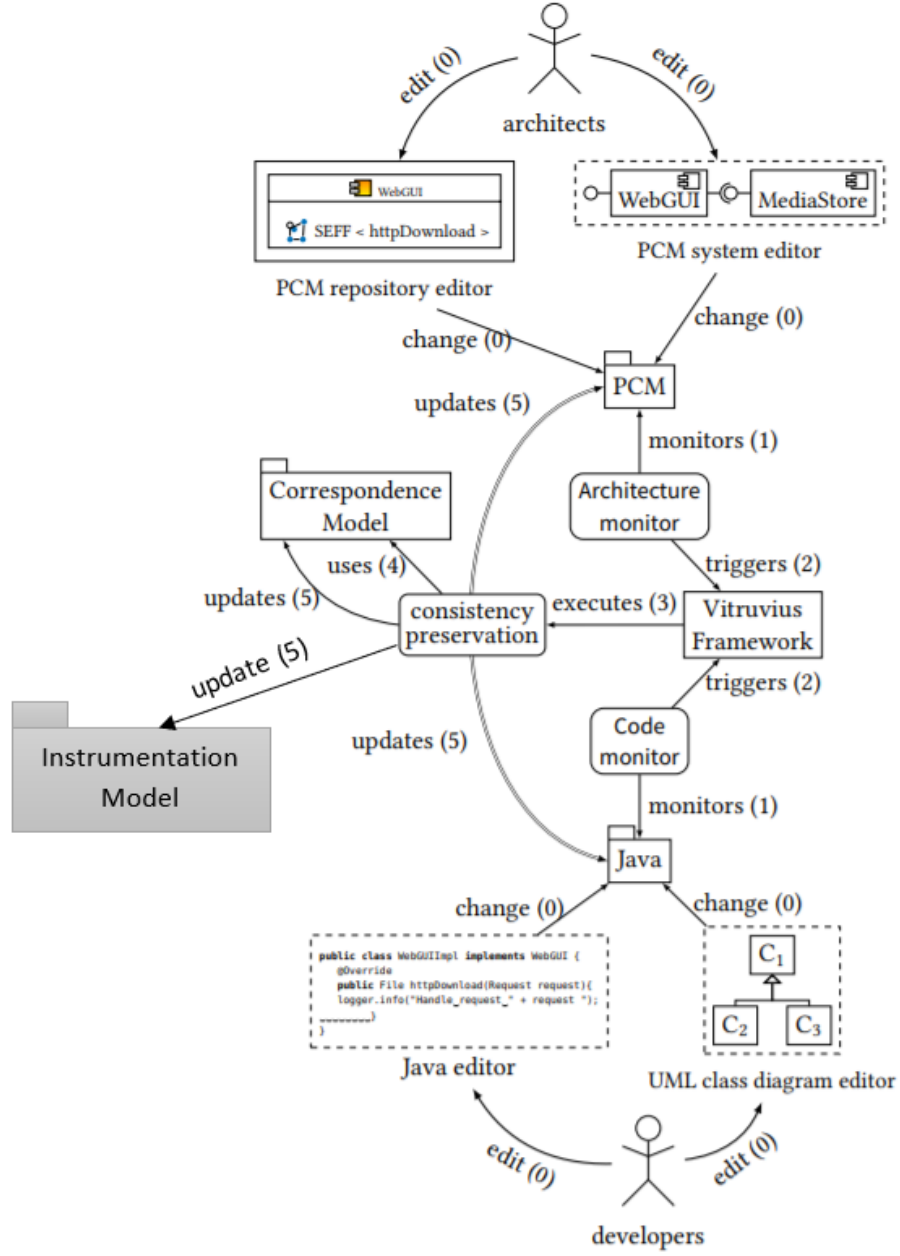 edit (0)
edit (0)
architects
WebGUI
SEFF < httpDownload >
WebGUI
MediaStore
PCM repository editor
PCM system editor
change (0)
change (0)
PCM
updates (5)
monitors (1)
Correspondence
Model
Architecture
monitor
uses (4)
triggers (2)
updates (5)
consistency
preservation
executes (3)
Vitruvius
Framework
update (5)
triggers (2)
Instrumentation
Model
updates (5)
Code
monitor
monitors (1)
Java
change (0)
change (0)
public class WebGUIImpl implements WebGUI {
@Override
public File httpDownload(Request request){
logger.info("Handle_request_" + request ");
________}
}
C1
C2
C3
Java editor
UML class diagram editor
edit (0)
edit (0)
developers